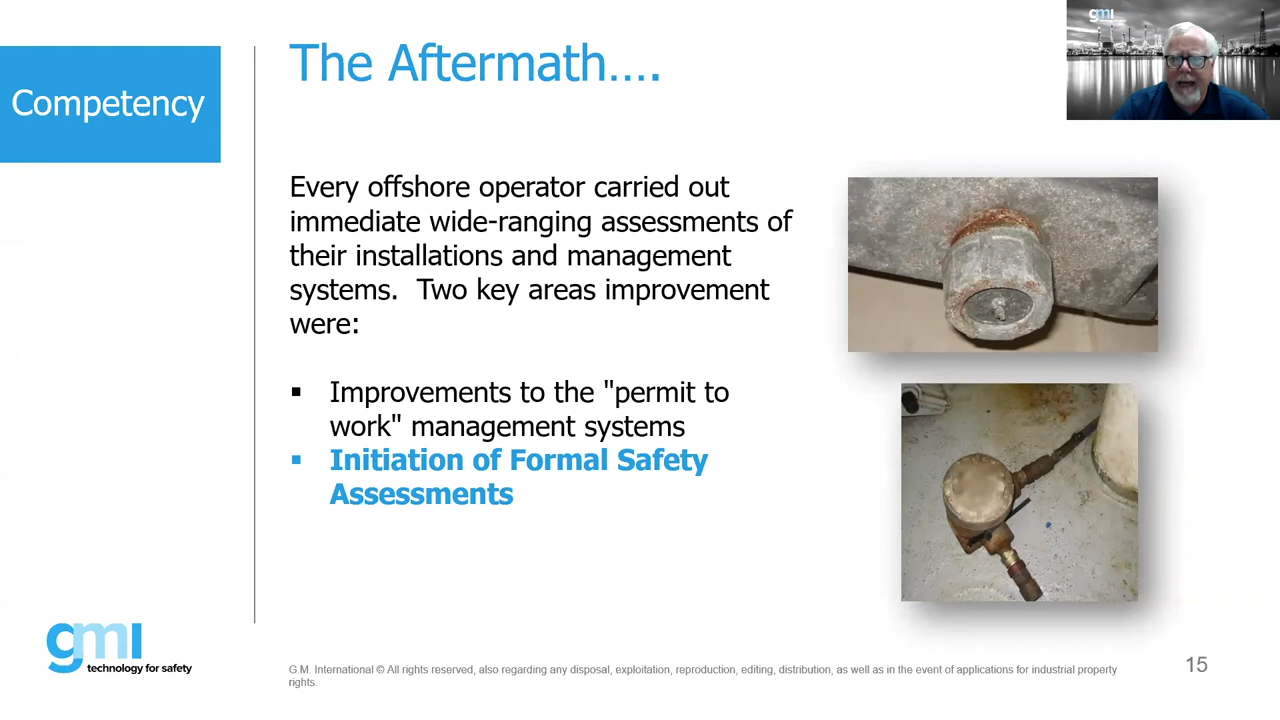 Competency
The Aftermath....
gmi
Every offshore operator carried out
immediate wide-ranging assessments of
their installations and management
systems.  Two key areas improvement
were:
▪ Improvements to the "permit to
work" management systems
▪ Initiation of Formal Safety
Assessments
gmi
technology for safety
G.M. International © All rights reserved, also regarding any disposal, exploitation, reproduction, editing, distribution, as well as in the event of applications for industrial property
rights.
15